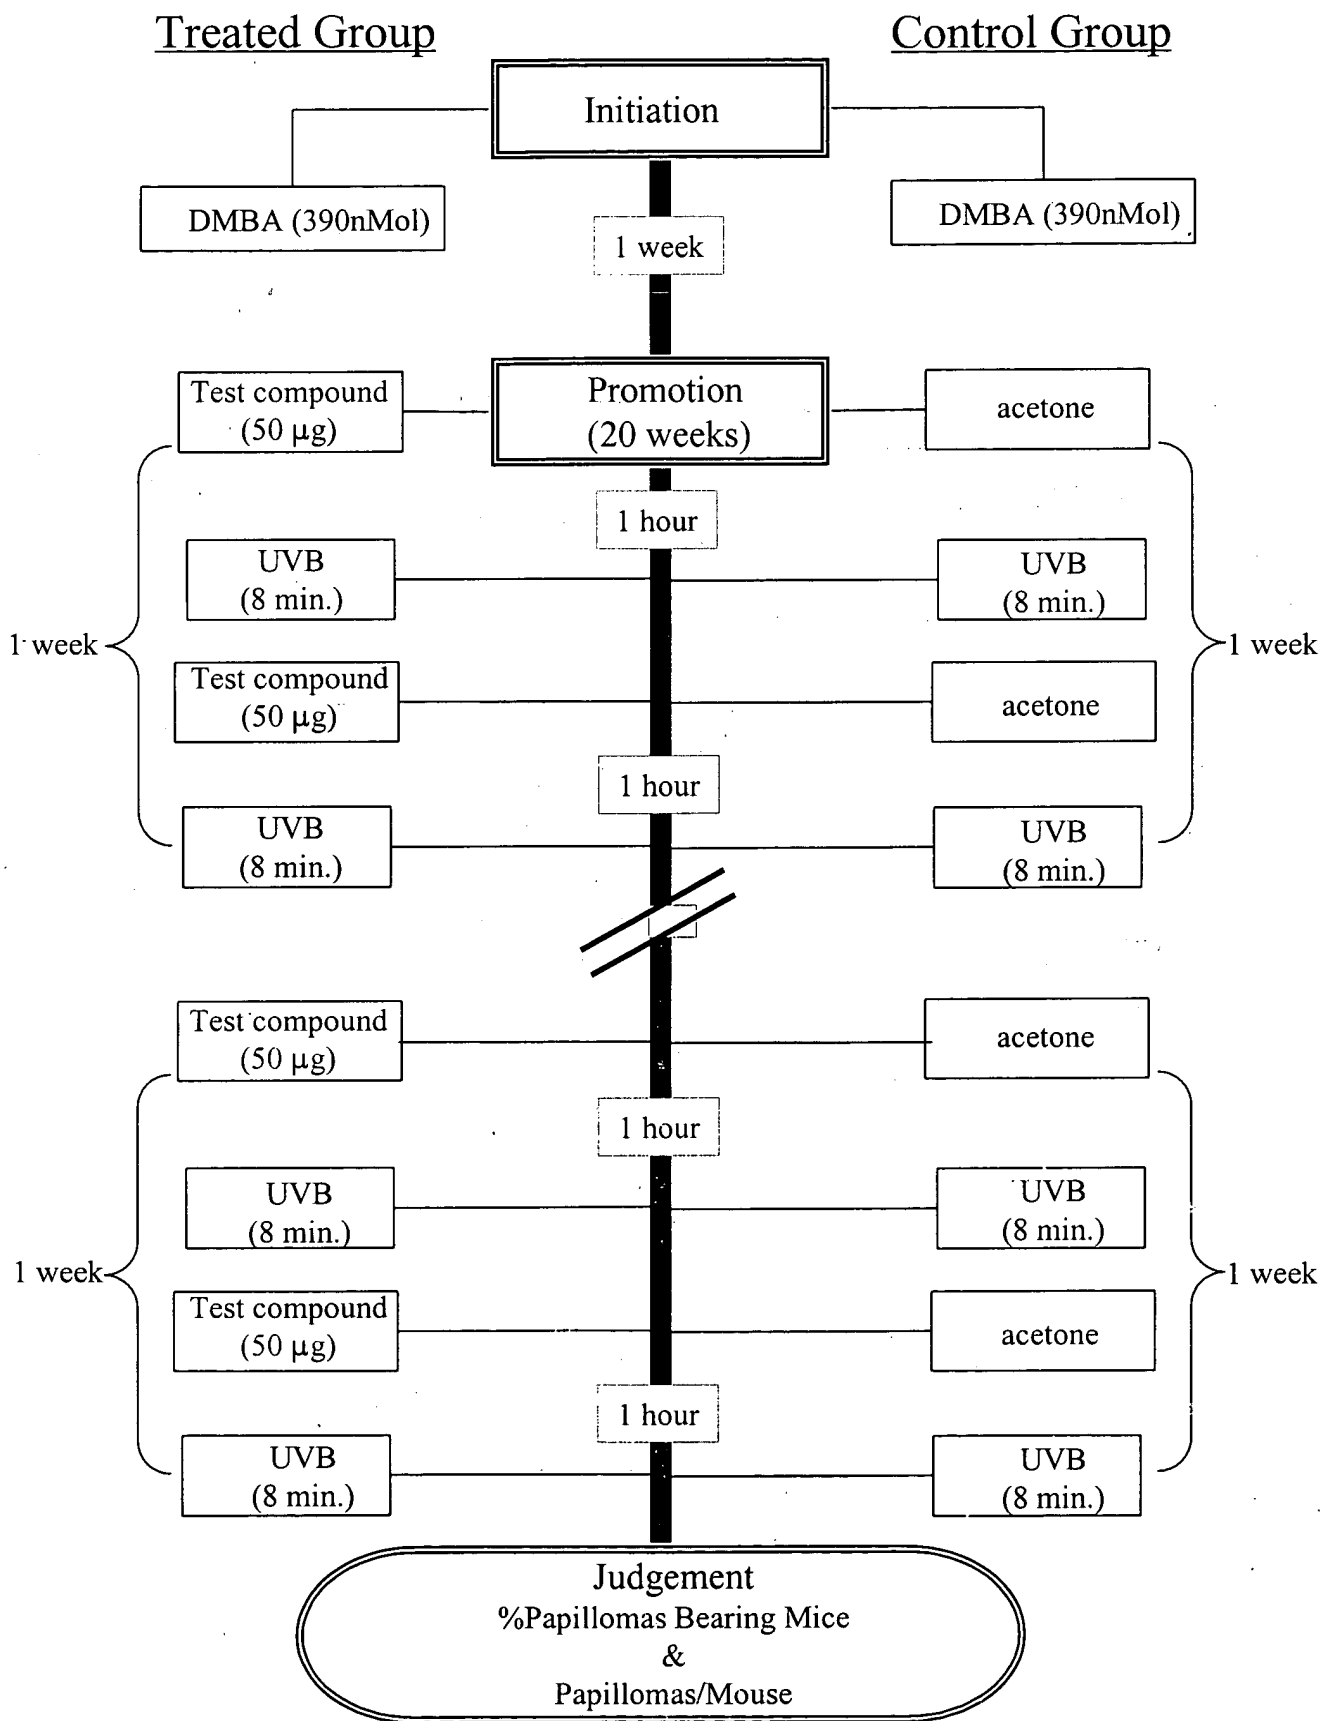 Treated Group
Control Group
Initiation
DMBA (390nMol)
DMBA (390nMol)
1 week
Test compound
(50 µg)
Promotion
(20 weeks)
acetone
1 hour
UVB
(8 min.)
UVB
(8 min.)
1 week
1 week
Test compound
(50 µg)
acetone
1 hour
UVB
(8 min.)
UVB
(8 min.)
Test compound
(50 µg)
acetone
1 hour
UVB
(8 min.)
UVB
(8 min.)
1 week
1 week
Test compound
(50 µg)
acetone
1 hour
UVB
(8 min.)
UVB
(8 min.)
Judgement
%Papillomas Bearing Mice
&
Papillomas/Mouse